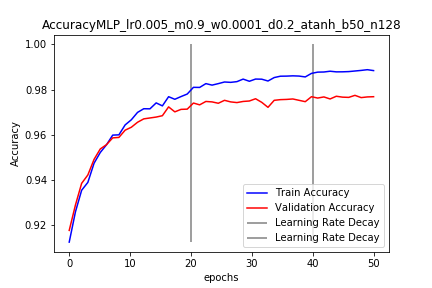 AccuracyMLP_lr0.005_m0.9_w0.0001_d0.2_atanh_b50_n128
1.00
0.98
0.96
0.94
0.92
Accuracy
Train Accuracy
Validation Accuracy
Learning Rate Decay
Learning Rate Decay
0 10 20 30 40 50
epochs